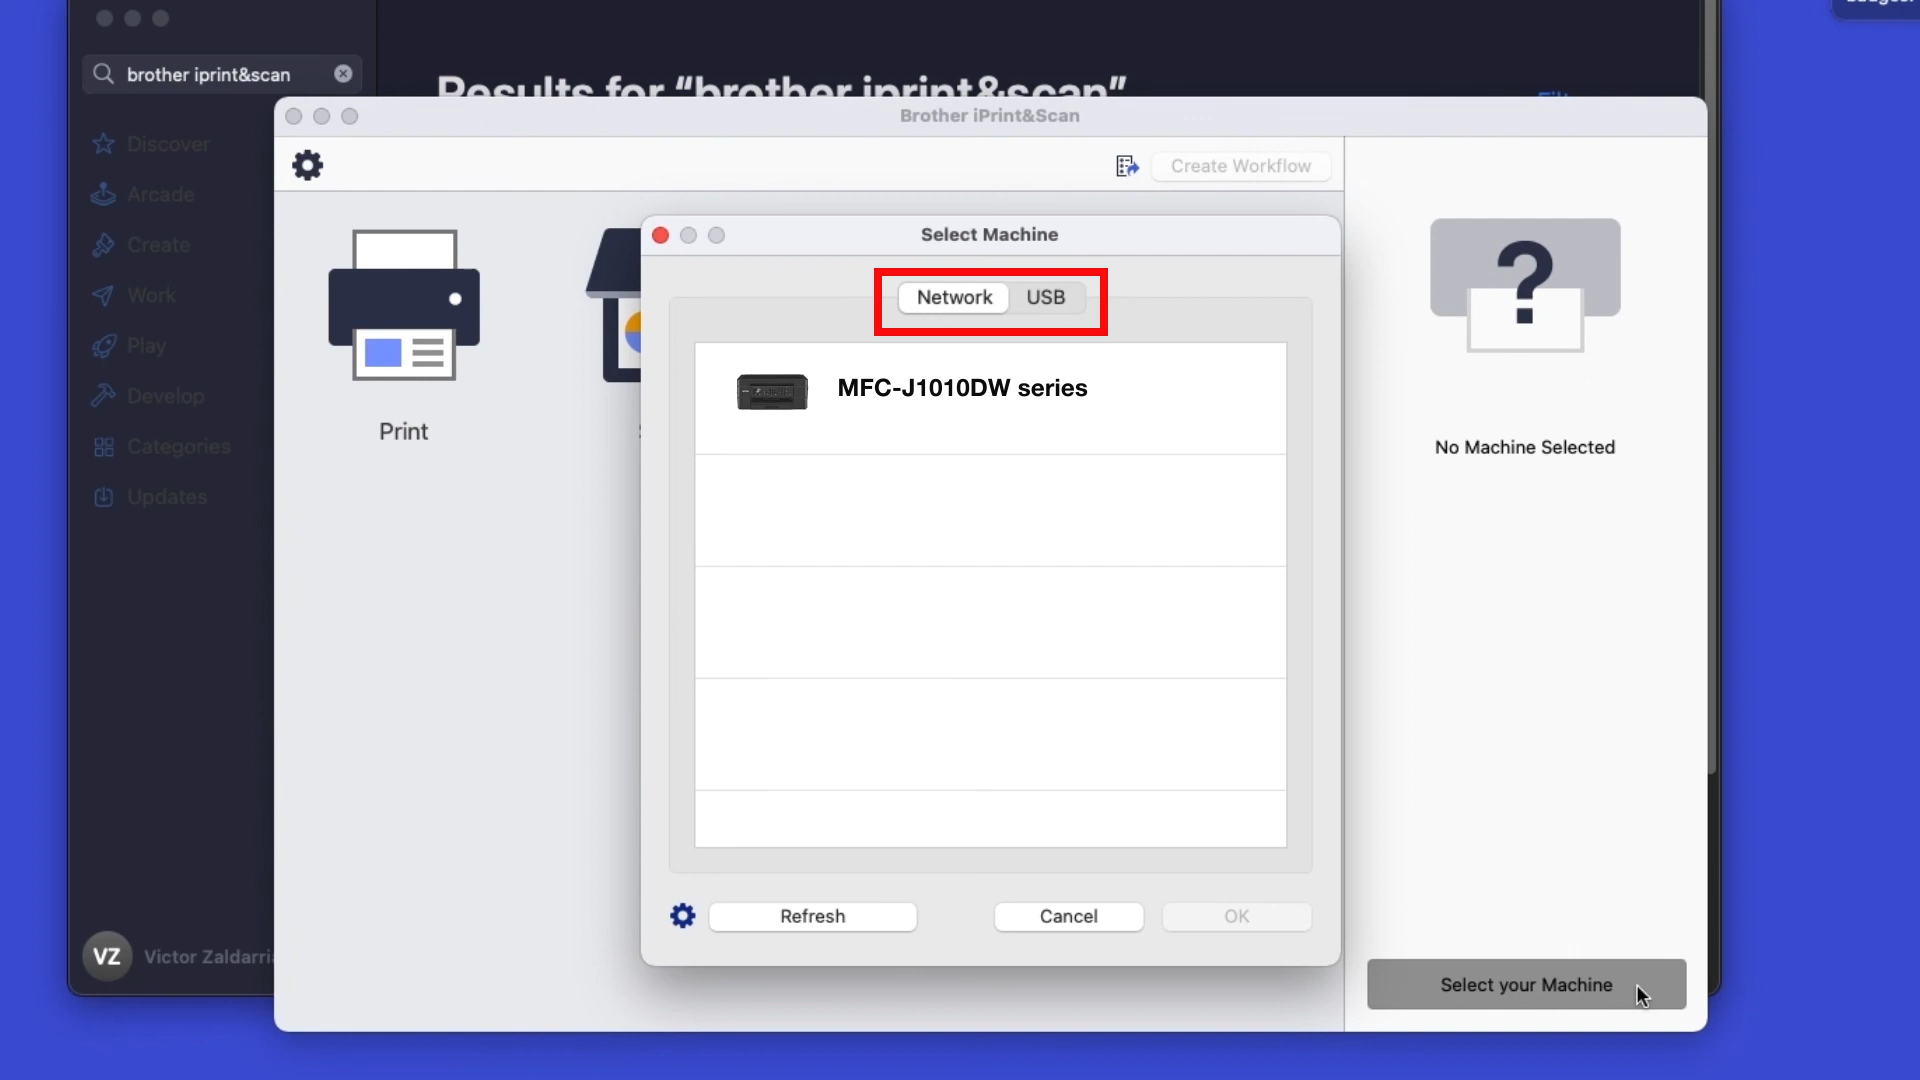 brother iprint&scan
Results for “brother iprint&scan”
Brother iPrint&Scan
Discover
Arcade
Create
Work
Play
Develop
Categories
Updates
Create Workflow
Select Machine
Network
USB
MFC-J1010DW series
Print
No Machine Selected
Refresh
Cancel
OK
VZ
Select your Machine
Victor